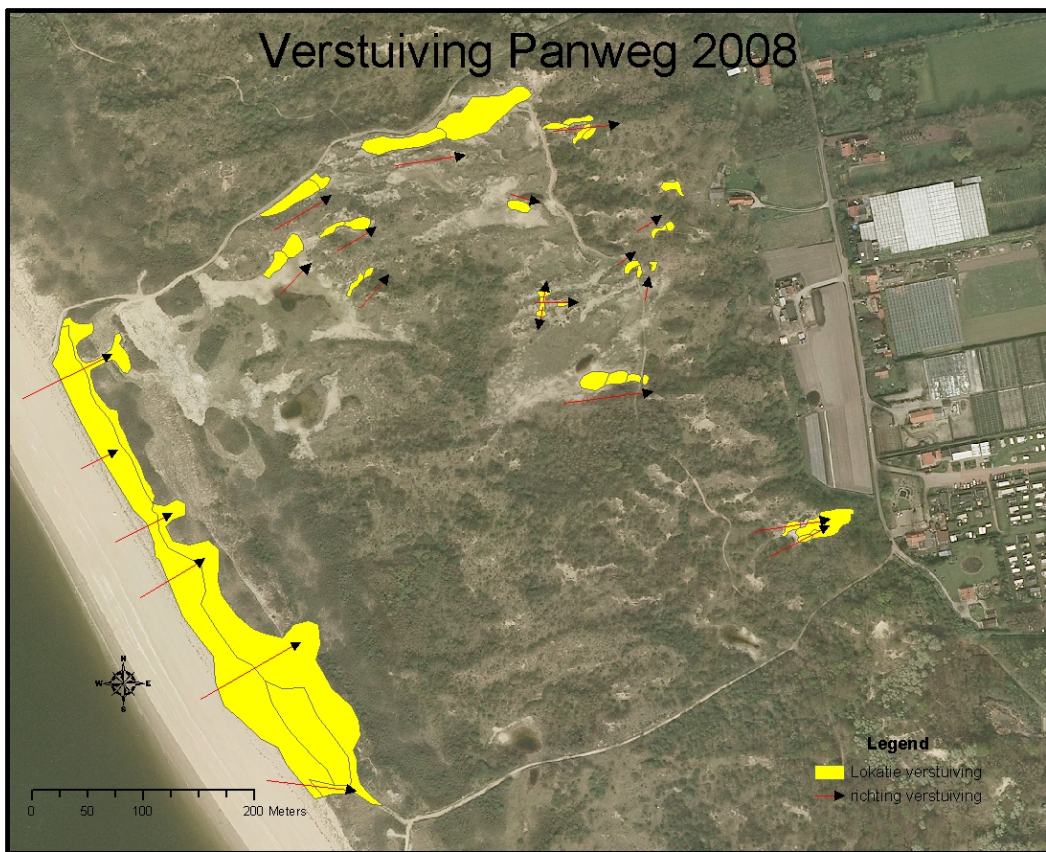 Verstuiving Panweg 2008
N
W E
S
Legend
Lokatie verstuiving
richting verstuiving
0 50 100 200 Meters